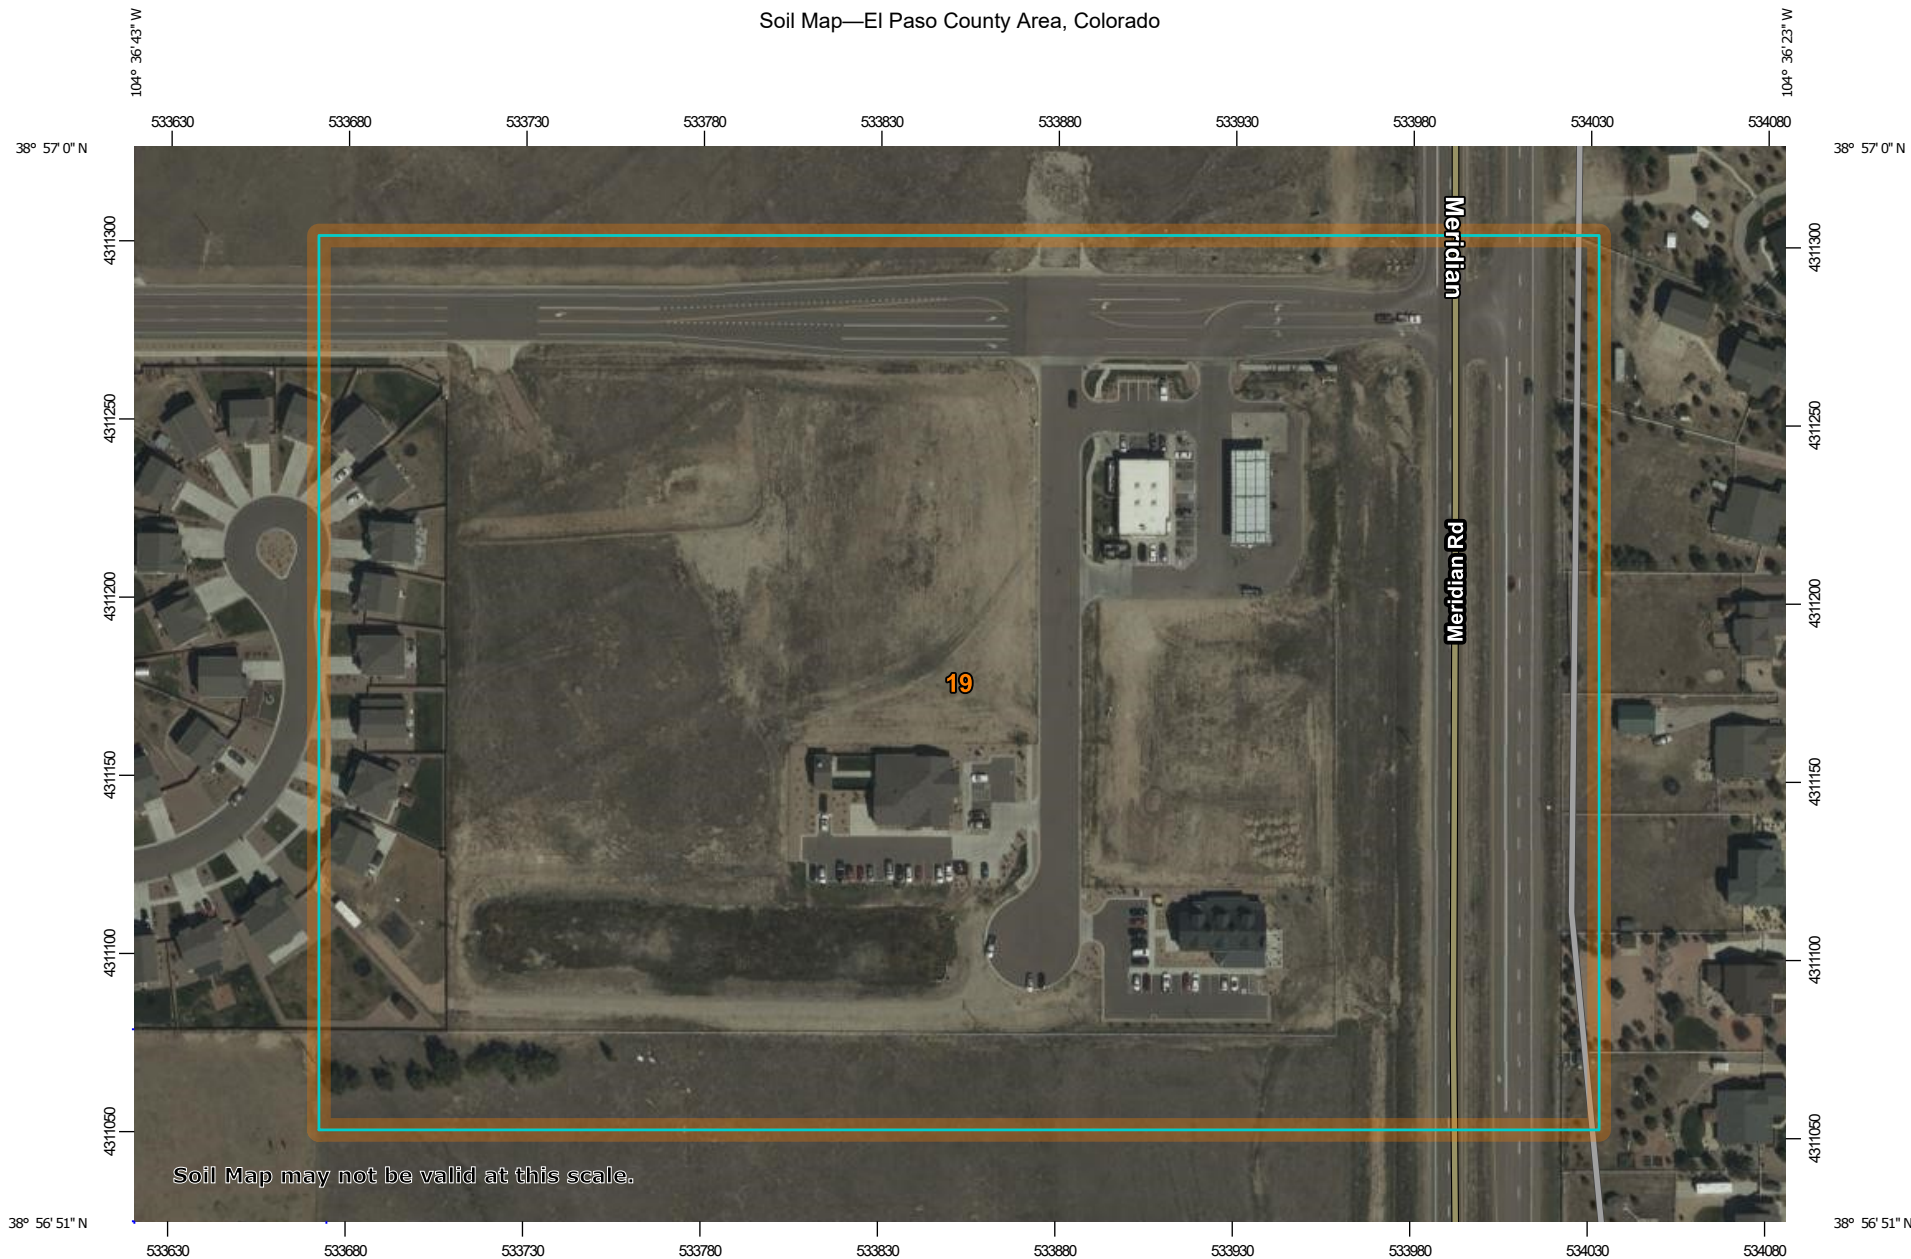 Soil Map—El Paso County Area, Colorado
104° 36' 43" W
104° 36' 23" W
533630 533680 533730 533780 533830 533880 533930 533980 534030 534080
38° 57' 0" N
38° 57' 0" N
4311300
4311300
Meridian
4311250
4311250
4311200
4311200
Meridian Rd
19
4311150
4311150
4311100
4311100
4311050
4311050
Soil Map may not be valid at this scale.
38° 56' 51" N
38° 56' 51" N
533630 533680 533730 533780 533830 533880 533930 533980 534030 534080